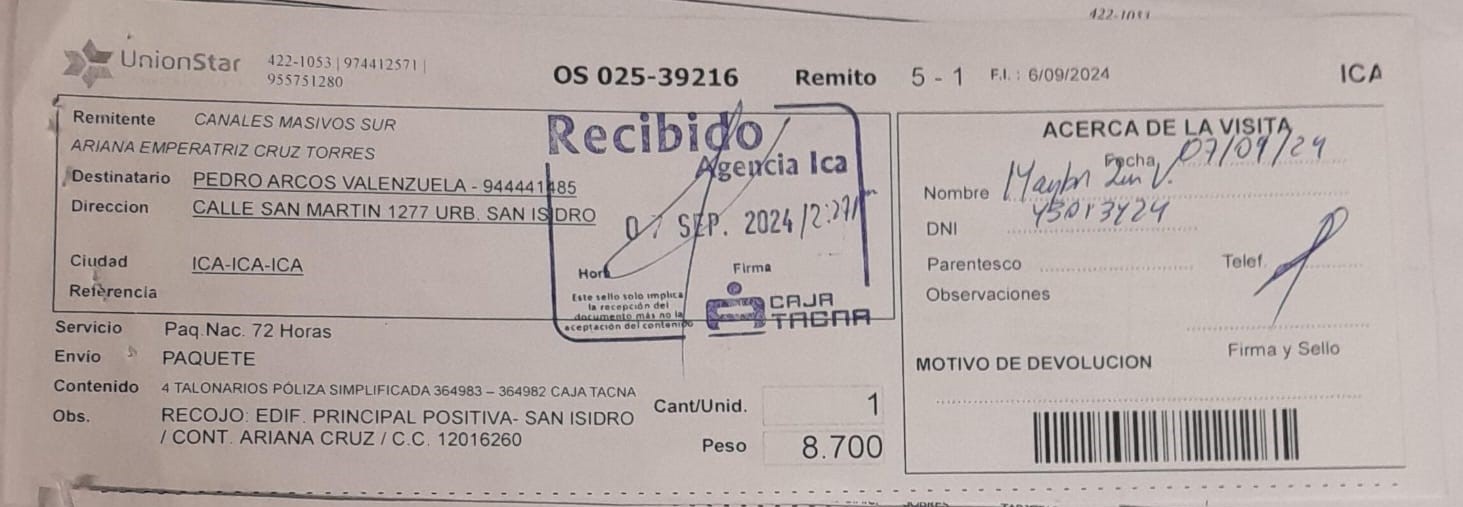 422-1053
UnionStar 422-1053 | 974412571 |
955751280
OS 025-39216 Remito 5 - 1 F.I. : 6/09/2024 ICA
Remitente CANALES MASIVOS SUR
ARIANA EMPERATRIZ CRUZ TORRES
Destinatario PEDRO ARCOS VALENZUELA - 944441485
Direccion CALLE SAN MARTIN 1277 URB. SAN ISIDRO
Ciudad ICA-ICA-ICA
Referencia
Recibido
Agencia Ica
07 SEP. 2024
Hora Firma
Este sello solo implica
la recepción del
documento más no la
aceptación del contenido
CAJA
TACNA
Servicio Paq.Nac. 72 Horas
Envío PAQUETE
Contenido 4 TALONARIOS PÓLIZA SIMPLIFICADA 364983 – 364982 CAJA TACNA
Obs. RECOJO: EDIF. PRINCIPAL POSITIVA- SAN ISIDRO
/ CONT. ARIANA CRUZ / C.C. 12016260
Cant/Unid. 1
Peso 8.700
ACERCA DE LA VISITA
Fecha 07/09/24
Nombre
DNI
Parentesco Telef.
Observaciones
Firma y Sello
MOTIVO DE DEVOLUCION